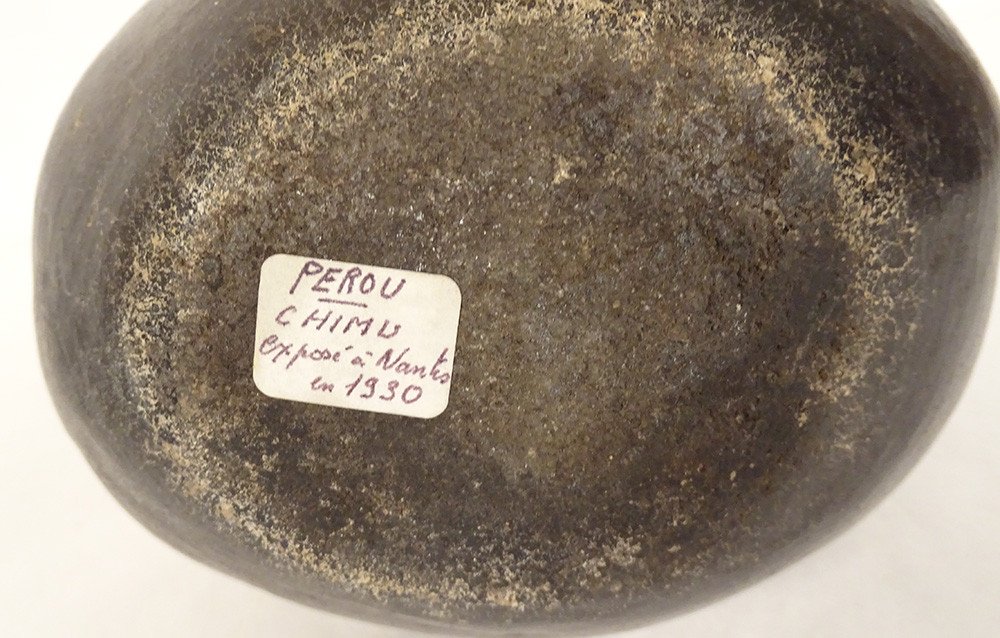 PEROU
CHIMU
exposé à Nantes
en 1930